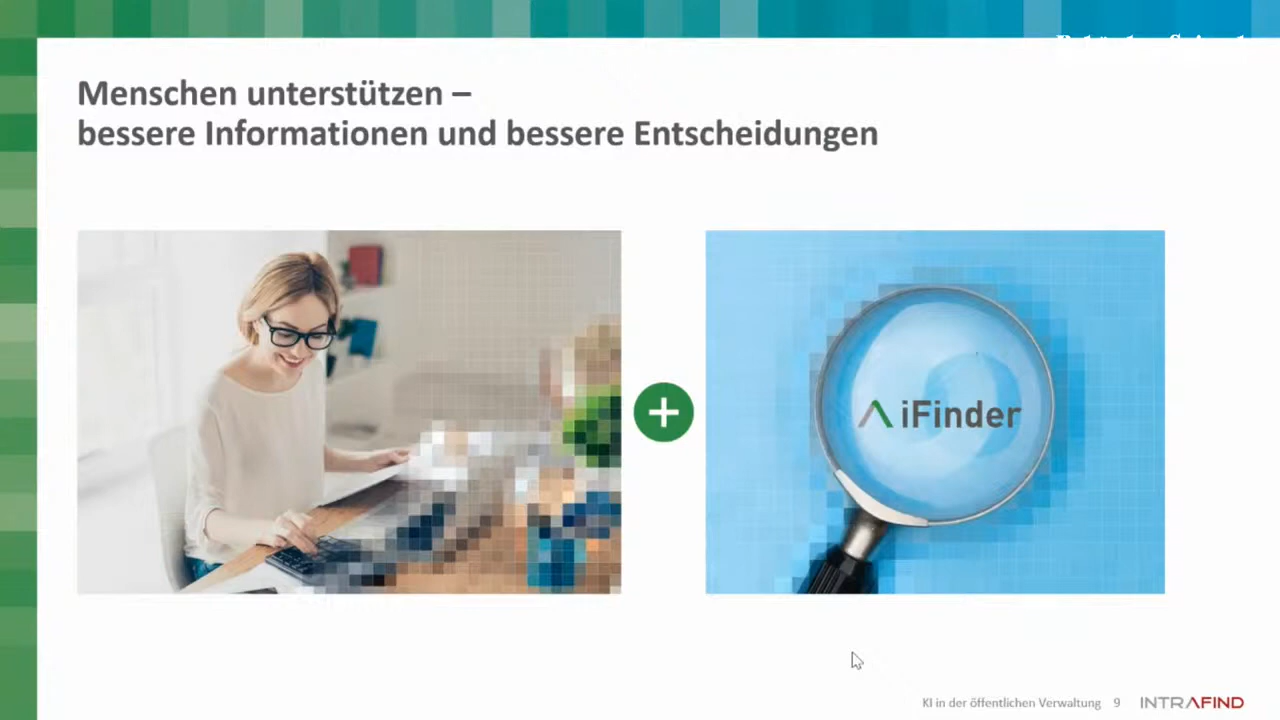 Menschen unterstützen –
bessere Informationen und bessere Entscheidungen
iFinder
KI in der öffentlichen Verwaltung 9 INTRAFIND